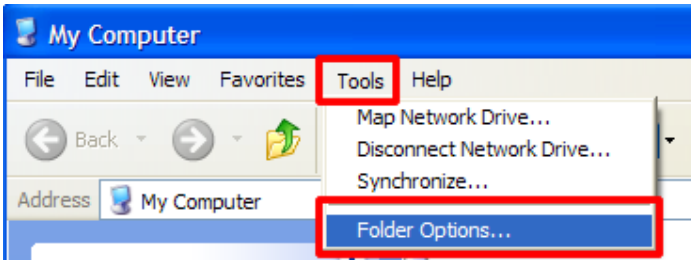 My Computer
File Edit View Favorites Tools Help
Map Network Drive...
Back
Disconnect Network Drive...
Synchronize...
Address My Computer
Folder Options...